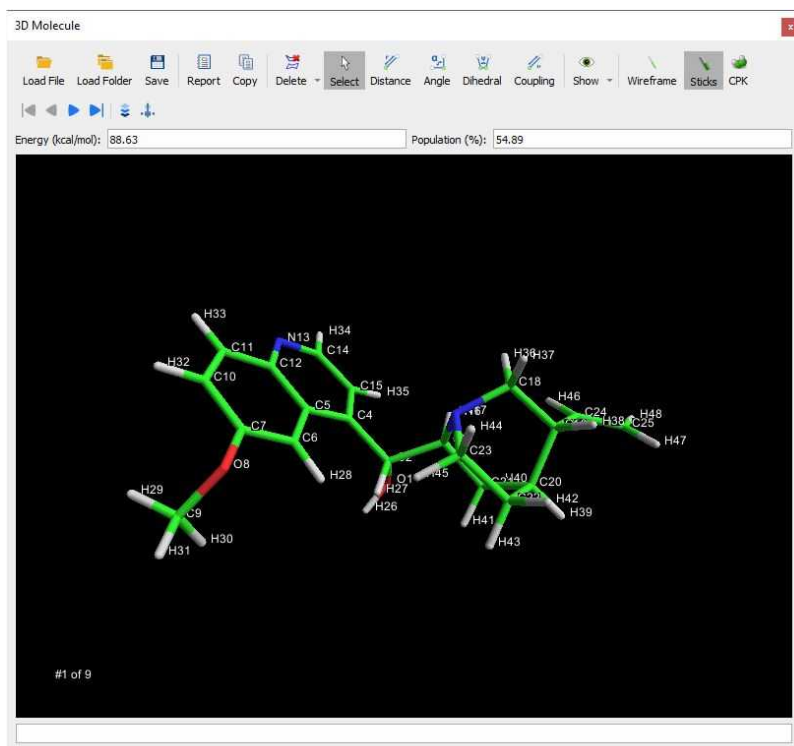 3D Molecule
x
Load File Load Folder Save Report Copy Delete Select Distance Angle Dihedral Coupling Show Wireframe Sticks CPK
Energy (kcal/mol): 88.63 Population (%): 54.89
H33
N13 H34
C11 C14
H36
H37
H32 C12
C10 C15 H35 C18
H46
C5 C4 C24 H48
C25
H38
C7 C6 H44
H47
C23
O8 H28 H45 O1 H40 C20
H27
H29 H26 H42
C9 H41 H39
H30 H43
H31
#1 of 9